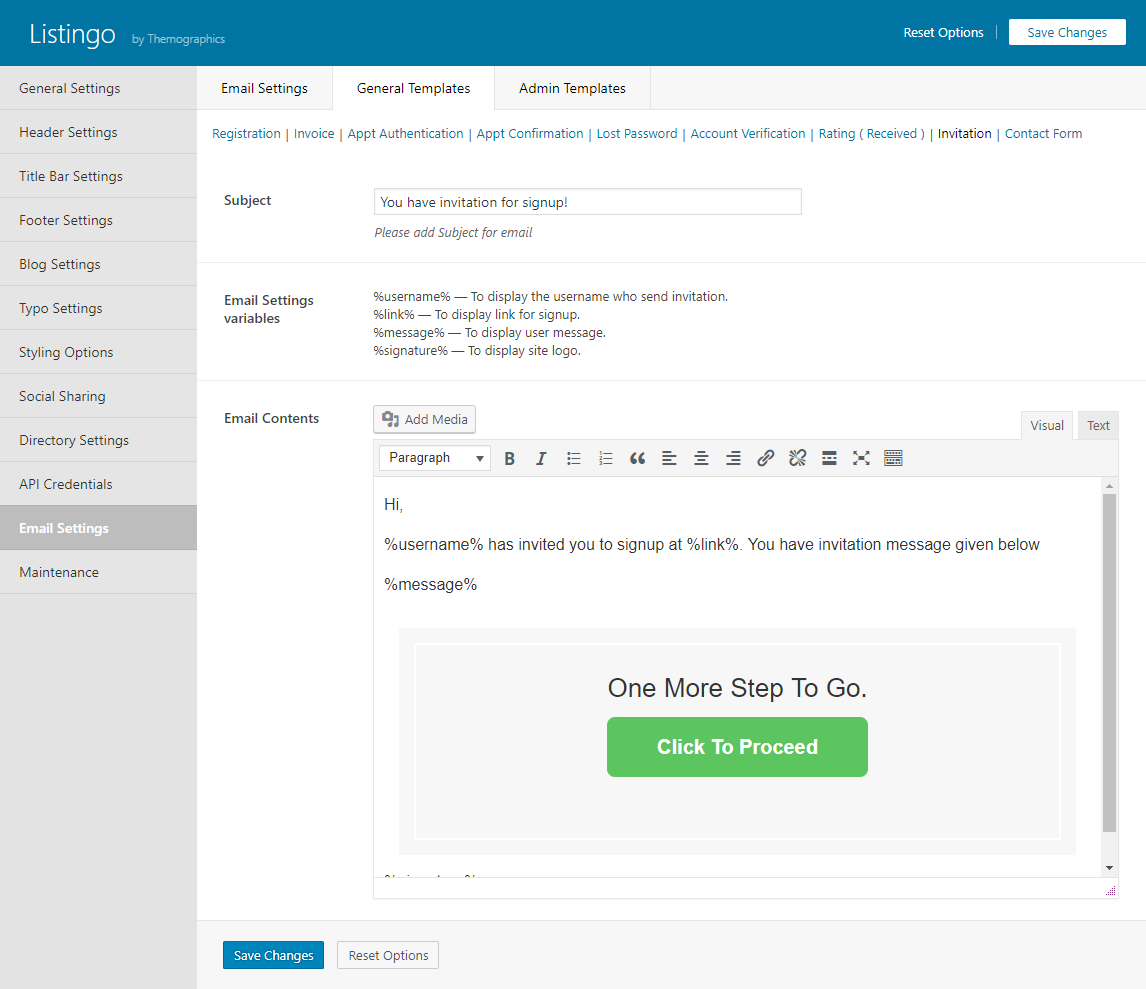 Listingo by Themographics
Reset Options | Save Changes
General Settings
Header Settings
Title Bar Settings
Footer Settings
Blog Settings
Typo Settings
Styling Options
Social Sharing
Directory Settings
API Credentials
Email Settings
Maintenance
Email Settings General Templates Admin Templates
Registration | Invoice | Appt Authentication | Appt Confirmation | Lost Password | Account Verification | Rating ( Received ) | Invitation | Contact Form
Subject
You have invitation for signup!
Please add Subject for email
Email Settings
variables
%username% — To display the username who send invitation.
%link% — To display link for signup.
%message% — To display user message.
%signature% — To display site logo.
Email Contents
Add Media
Visual Text
Paragraph
Hi,
%username% has invited you to signup at %link%. You have invitation message given below
%message%
One More Step To Go.
Click To Proceed
Save Changes Reset Options